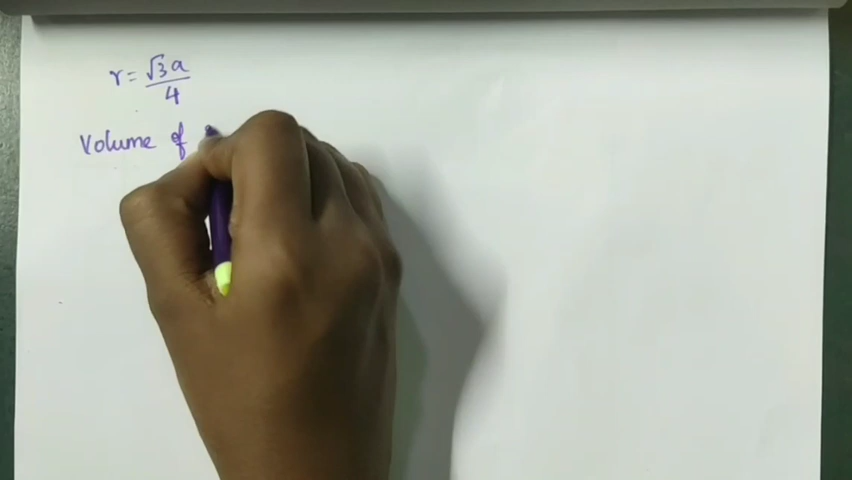 r = √3a/4
Volume of